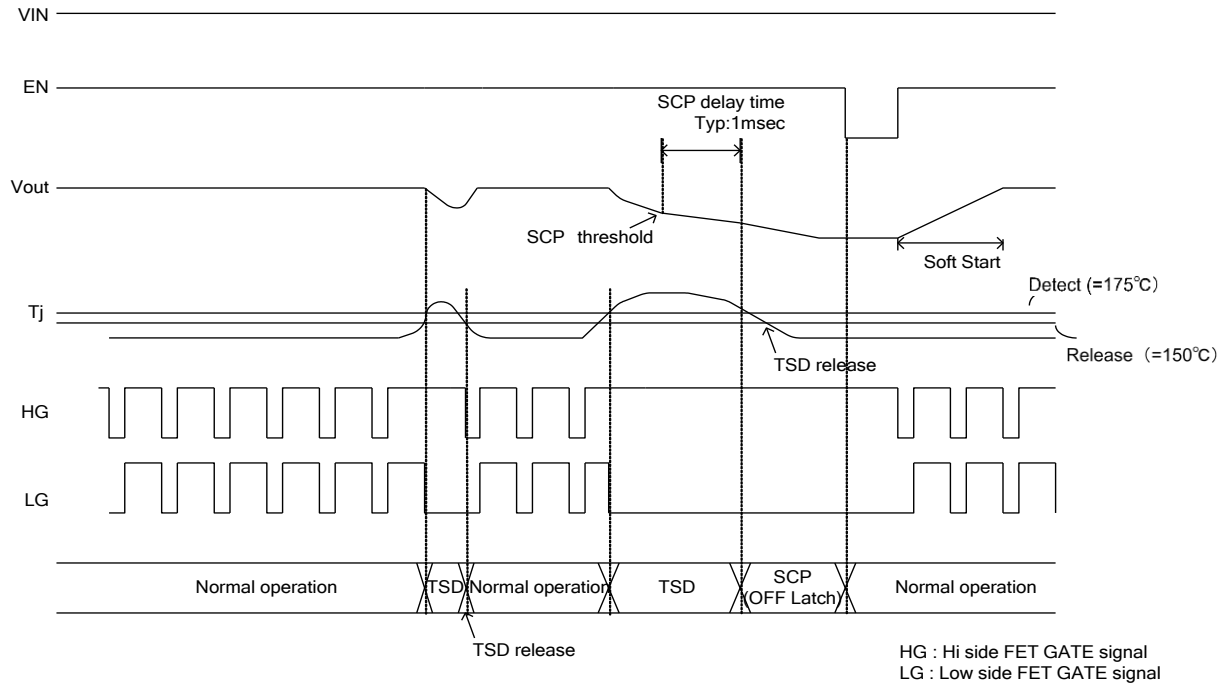 VIN
EN
SCP delay time
Typ:1msec
Vout
SCP threshold
Soft Start
Detect (=175℃)
Tj
TSD release
Release （=150℃)
HG
LG
Normal operation
TSD
Normal operation
TSD
SCP
(OFF Latch)
Normal operation
TSD release
HG : Hi side FET GATE signal
LG : Low side FET GATE signal